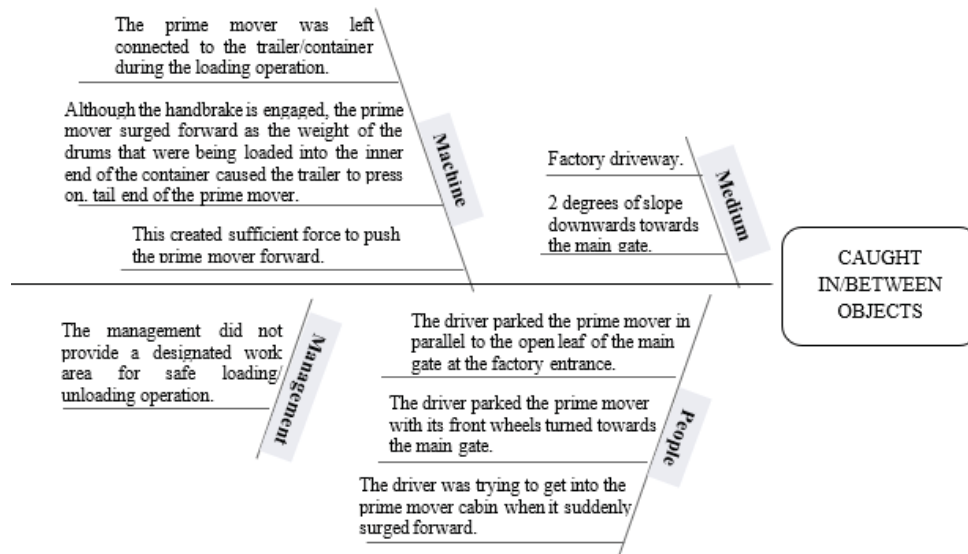 The prime mover was left
connected to the trailer/container
during the loading operation.
Although the handbrake is engaged, the prime
mover surged forward as the weight of the
drums that were being loaded into the inner
end of the container caused the trailer to press
on. tail end of the prime mover.
This created sufficient force to push
the prime mover forward.
Machine
Factory driveway.
2 degrees of slope
downwards towards
the main gate.
Medium
CAUGHT
IN/BETWEEN
OBJECTS
The management did not
provide a designated work
area for safe loading/
unloading operation.
Management
The driver parked the prime mover in
parallel to the open leaf of the main
gate at the factory entrance.
The driver parked the prime mover
with its front wheels turned towards
the main gate.
The driver was trying to get into the
prime mover cabin when it suddenly
surged forward.
People